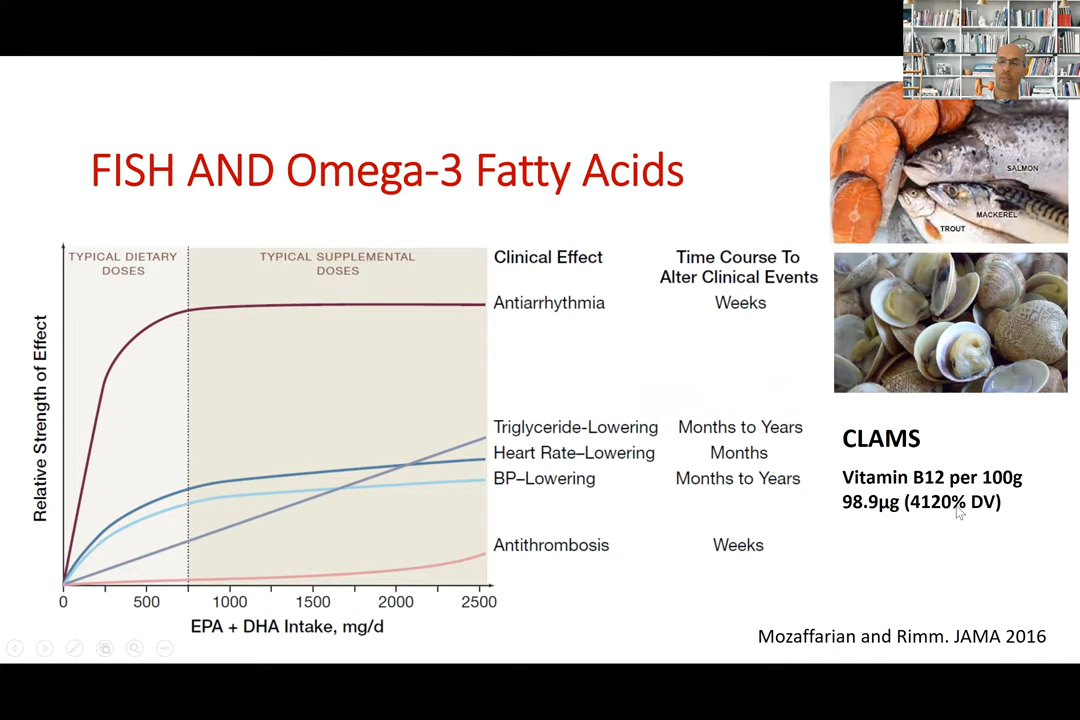 FISH AND Omega-3 Fatty Acids
SALMON
MACKEREL
TROUT
TYPICAL DIETARY
DOSES
TYPICAL SUPPLEMENTAL
DOSES
Relative Strength of Effect
0
500
1000
1500
2000
2500
EPA + DHA Intake, mg/d
Clinical Effect
Time Course To
Alter Clinical Events
Antiarrhythmia Weeks
Triglyceride-Lowering Months to Years
Heart Rate–Lowering Months
BP–Lowering Months to Years
Antithrombosis Weeks
CLAMS
Vitamin B12 per 100g
98.9µg (4120% DV)
Mozaffarian and Rimm. JAMA 2016